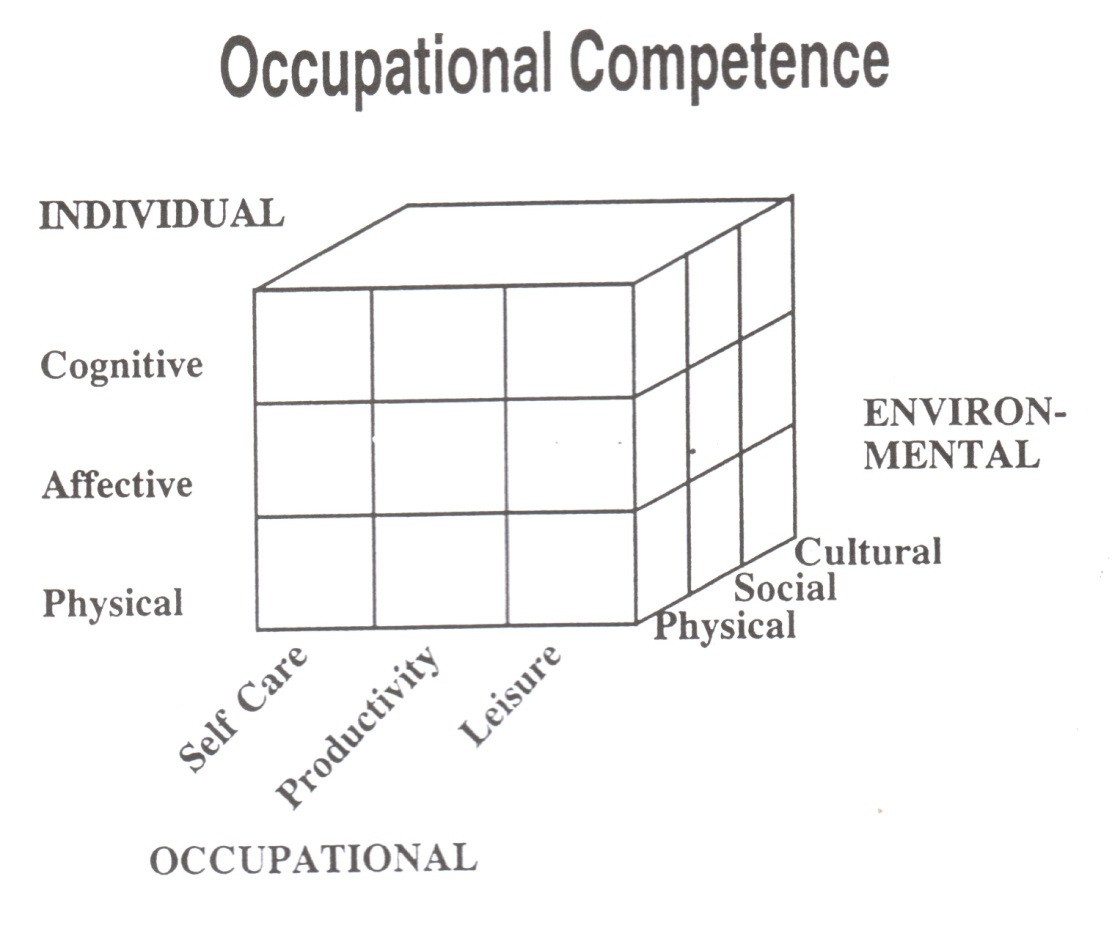 Occupational Competence
INDIVIDUAL
Cognitive
Affective
Physical
ENVIRON-
MENTAL
Cultural
Social
Physical
Self Care
Productivity
Leisure
OCCUPATIONAL